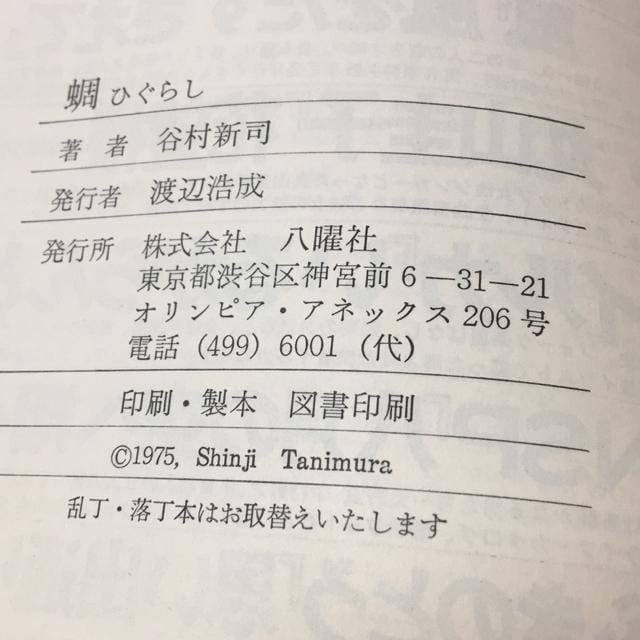 蜩 ひぐらし
著者 谷村新司
発行者 渡辺浩成
発行所 株式会社 八曜社
東京都渋谷区神宮前6―31―21
オリンピア・アネックス206号
電話 (499) 6001 (代)
印刷・製本 図書印刷
©1975, Shinji Tanimura
乱丁・落丁本はお取替えいたします